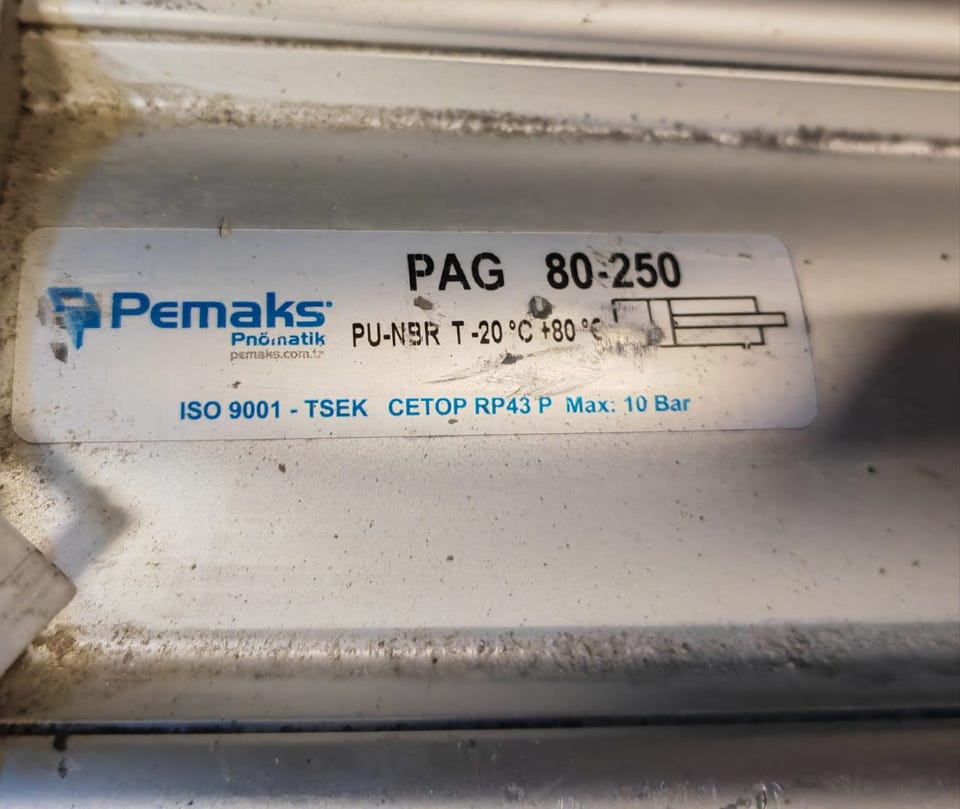 PAG 80-250
Pemaks
Pnömatik
pemaks.com.tr
PU-NBR T -20 °C +80 °C
ISO 9001 - TSEK CETOP RP43 P Max: 10 Bar